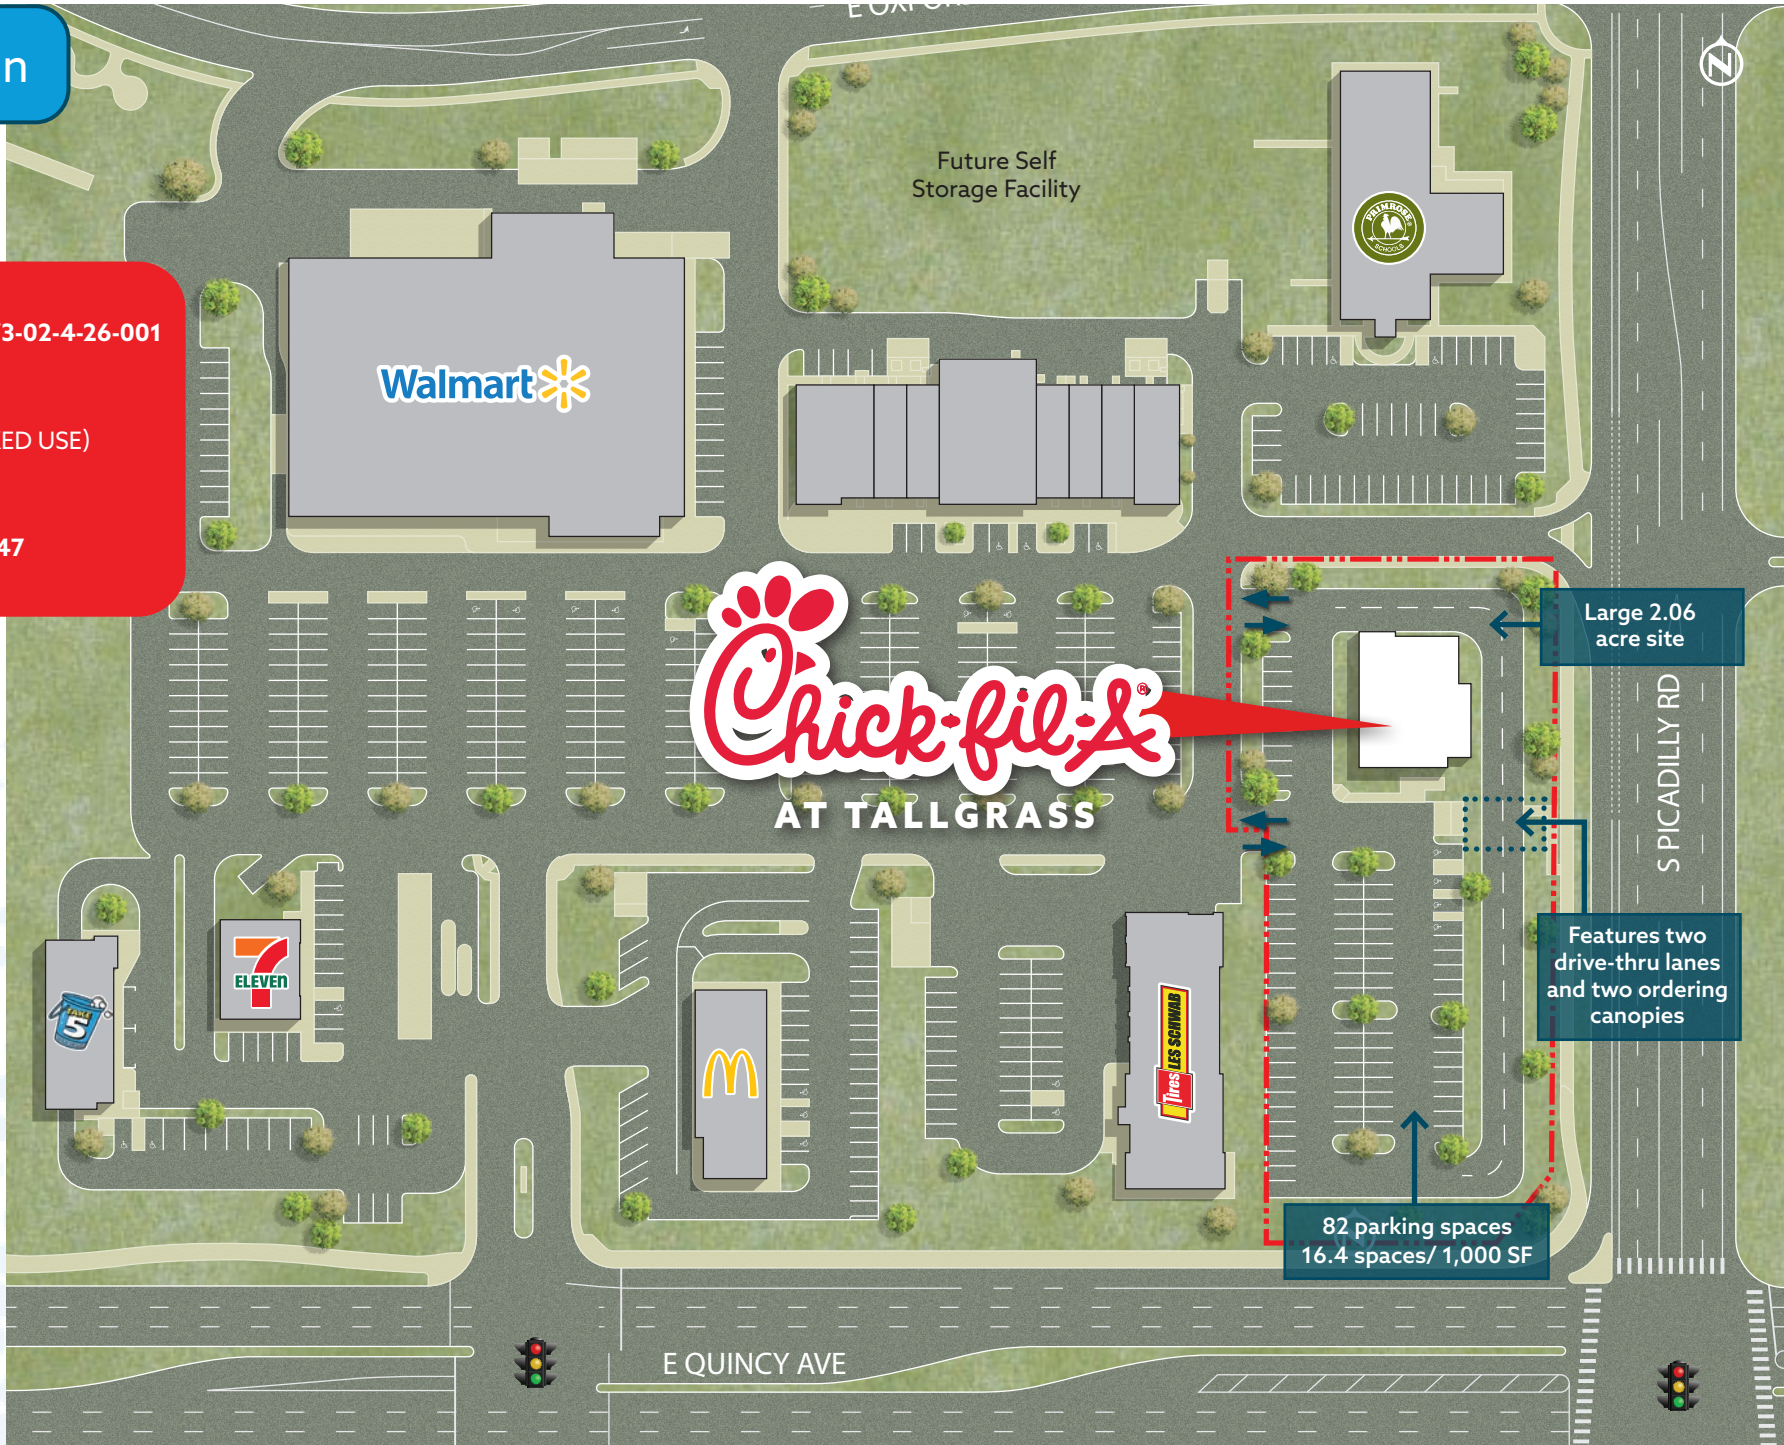 n
3-02-4-26-001
ED USE)
47
Future Self
Storage Facility
PRIMROSE
SCHOOLS
Walmart
Chick-fil-A®
AT TALLGRASS
Large 2.06
acre site
S PICADILLY RD
Features two
drive-thru lanes
and two ordering
canopies
7
ELEVEn
TAKE
5
LES SCHWAB
Tires
82 parking spaces
16.4 spaces/ 1,000 SF
E QUINCY AVE
N